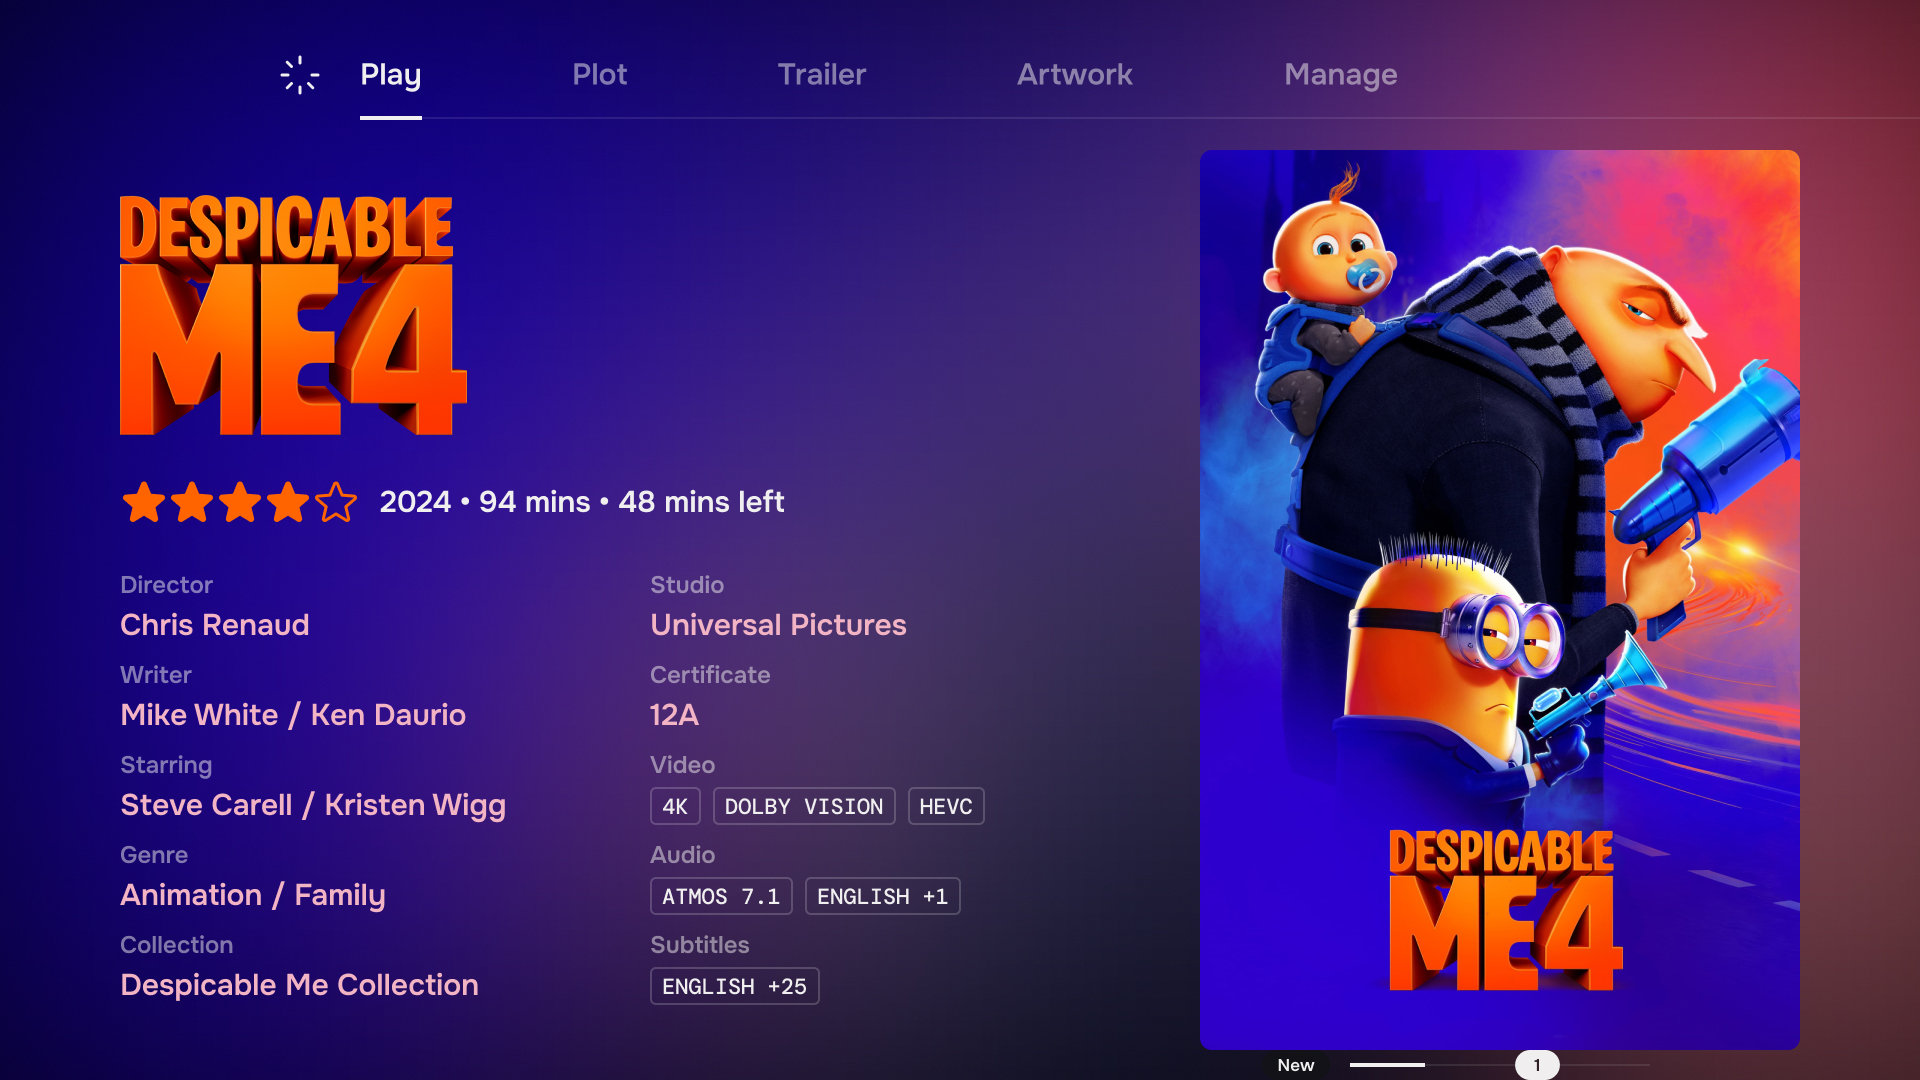 Play
Plot
Trailer
Artwork
Manage
DESPICABLE
ME4
2024 • 94 mins • 48 mins left
Director
Chris Renaud
Writer
Mike White / Ken Daurio
Starring
Steve Carell / Kristen Wigg
Genre
Animation / Family
Collection
Despicable Me Collection
Studio
Universal Pictures
Certificate
12A
Video
4K DOLBY VISION HEVC
Audio
ATMOS 7.1 ENGLISH +1
Subtitles
ENGLISH +25
DESPICABLE
ME4
New
1